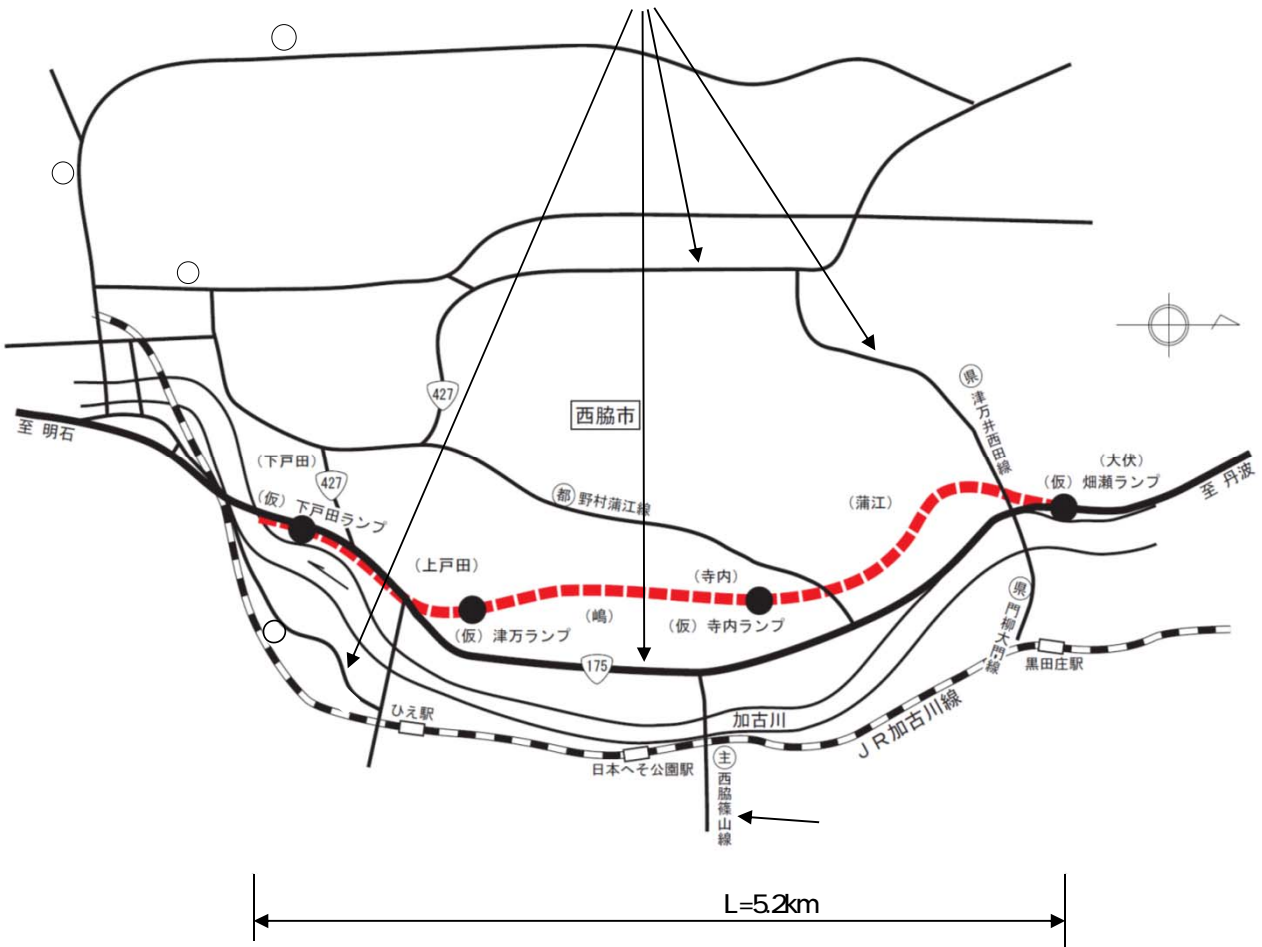 427
西脇市
㊩津万井西田線
至 明石
(下戸田)
427
(仮)下戸田ランプ
都 野村蒲江線
(蒲江)
(大伏)
(仮)畑瀬ランプ
至 丹波
(上戸田)
(仮)津万ランプ
(嶋)
(寺内)
(仮)寺内ランプ
175
県 門柳大門線
黒田庄駅
ひえ駅
加古川
JR加古川線
日本へそ公園駅
主 西脇篠山線
L=5.2km